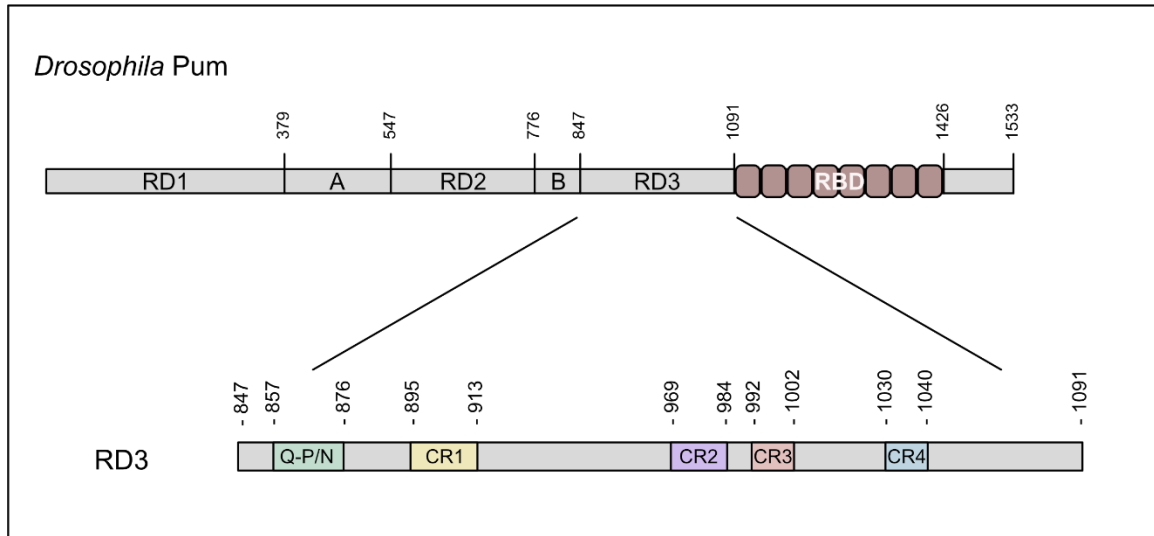 Drosophila Pum
379 547 776 847 1091 1426 1533
RD1 A RD2 B RD3 RBD
- 847 - 857 - 876 - 895 - 913 - 969 - 984 - 992 - 1002 - 1030 - 1040 - 1091
RD3 Q-P/N CR1 CR2 CR3 CR4